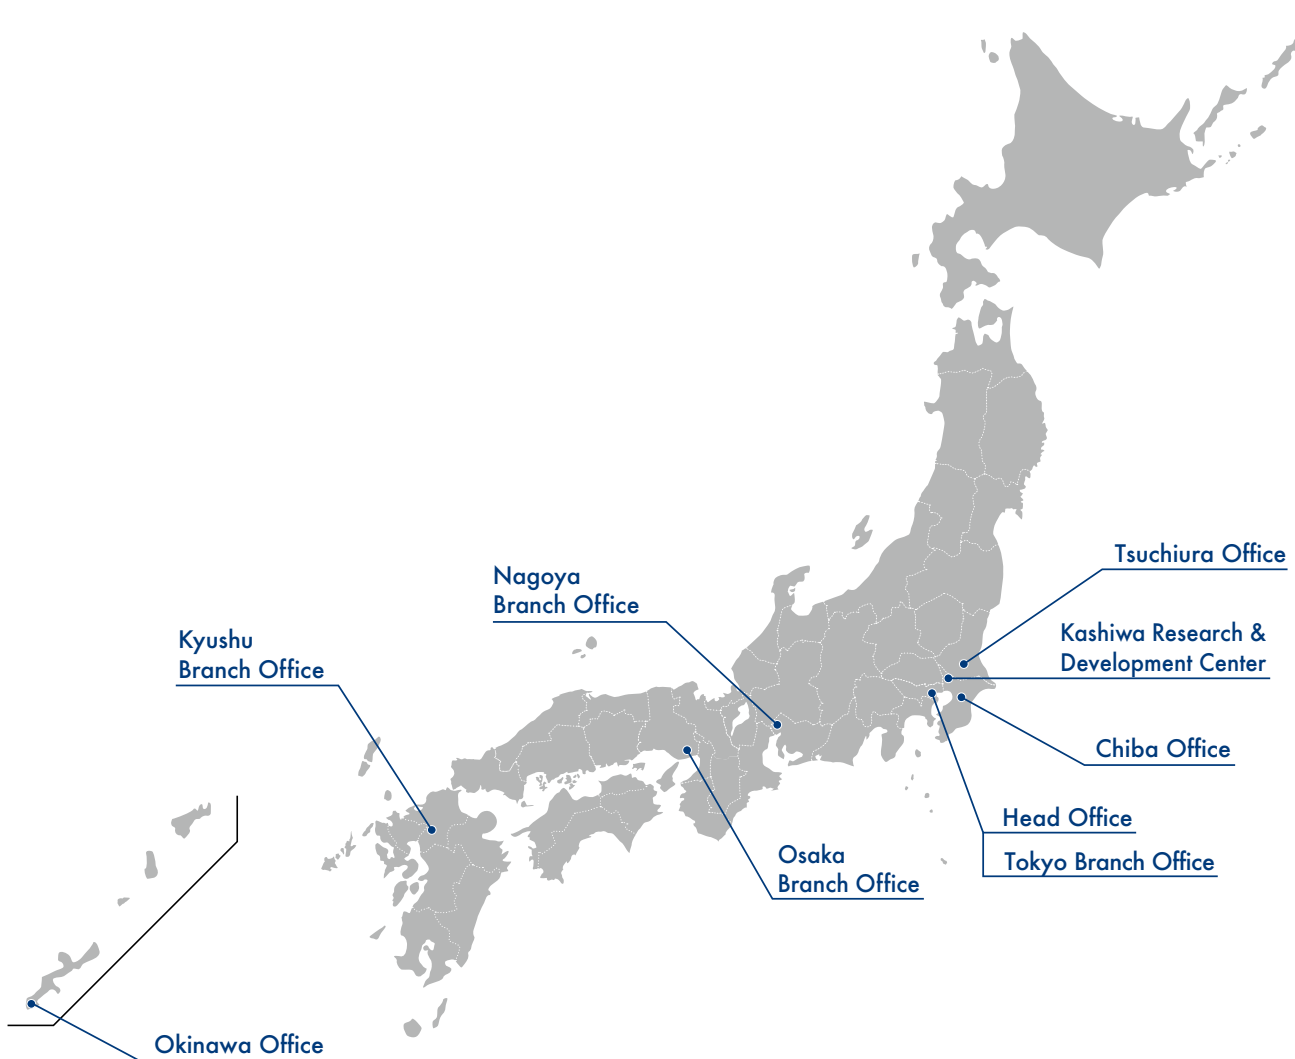 Tsuchiura Office
Nagoya
Branch Office
Kashiwa Research &
Development Center
Kyushu
Branch Office
Chiba Office
Head Office
Osaka
Branch Office
Tokyo Branch Office
Okinawa Office